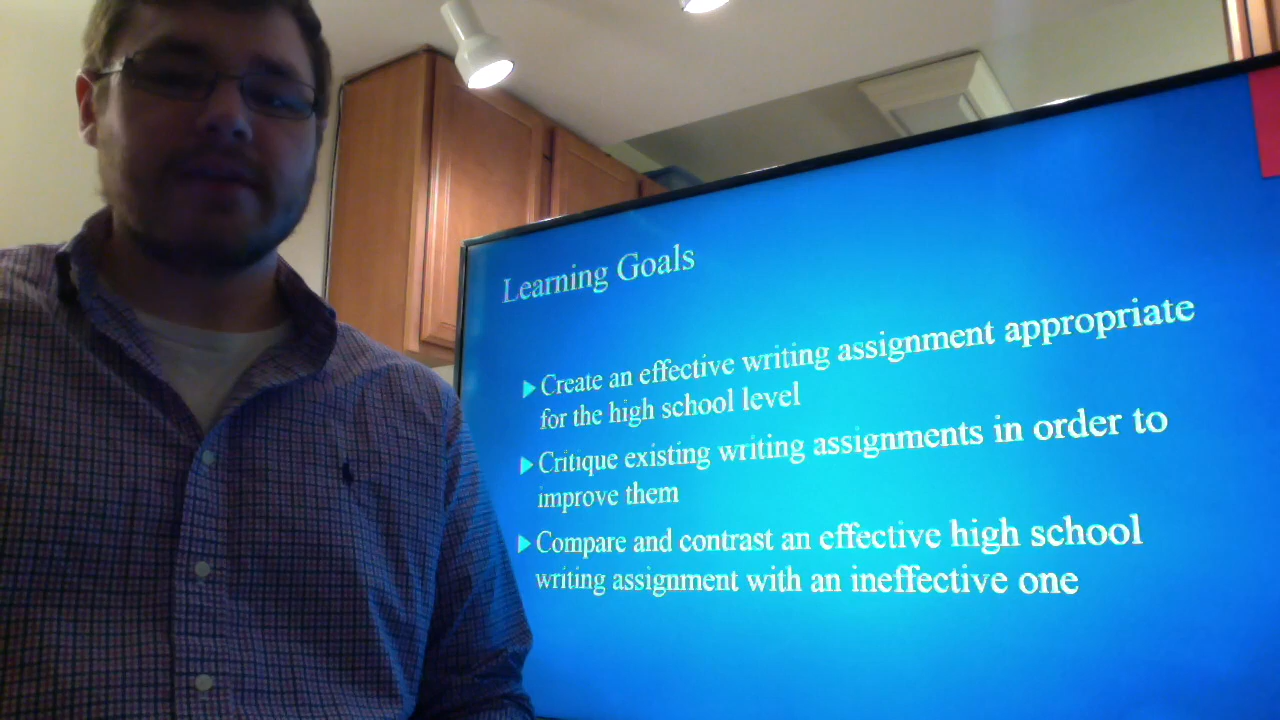 Learning Goals
Create an effective writing assignment appropriate
for the high school level
Critique existing writing assignments in order to
improve them
Compare and contrast an effective high school
writing assignment with an ineffective one